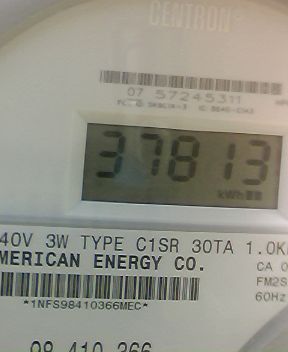 CENTRON®
07 57245311
37813
kWh
40V 3W TYPE C1SR 30TA 1.0K
MERICAN ENERGY CO.
CA 0
FM2S
*1NFS98410366MEC*
60Hz
98 410 366